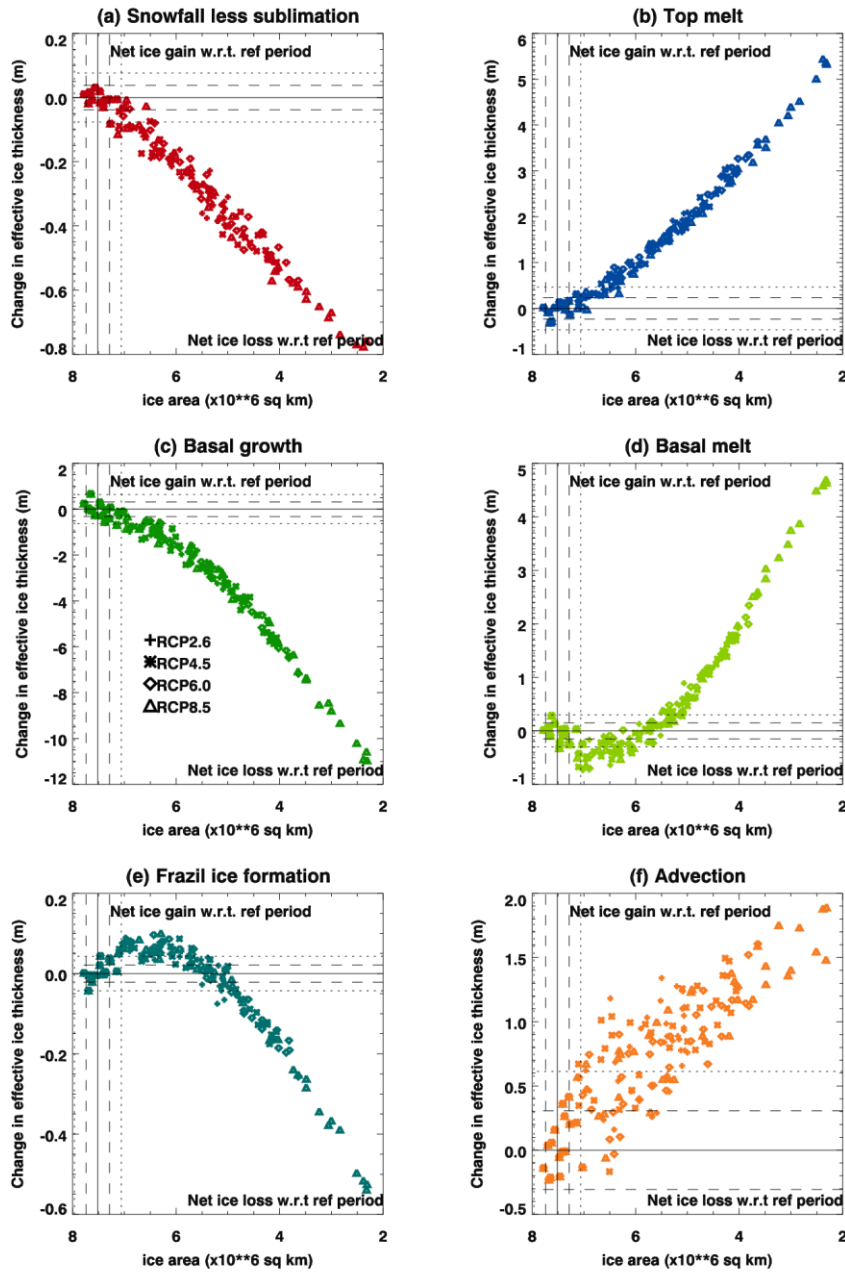 (a) Snowfall less sublimation
Net ice gain w.r.t. ref period
Change in effective ice thickness (m)
0.2
0.0
-0.2
-0.4
-0.6
-0.8
Net ice loss w.r.t ref period
8 6 4 2
ice area (x10**6 sq km)
(b) Top melt
Net ice gain w.r.t. ref period
Change in effective ice thickness (m)
6
5
4
3
2
1
0
-1
Net ice loss w.r.t ref period
8 6 4 2
ice area (x10**6 sq km)
(c) Basal growth
Net ice gain w.r.t. ref period
Change in effective ice thickness (m)
2
0
-2
-4
-6
-8
-10
-12
RCP2.6
RCP4.5
RCP6.0
RCP8.5
Net ice loss w.r.t ref period
8 6 4 2
ice area (x10**6 sq km)
(d) Basal melt
Net ice gain w.r.t. ref period
Change in effective ice thickness (m)
5
4
3
2
1
0
-1
Net ice loss w.r.t ref period
8 6 4 2
ice area (x10**6 sq km)
(e) Frazil ice formation
Net ice gain w.r.t. ref period
Change in effective ice thickness (m)
0.2
0.0
-0.2
-0.4
-0.6
Net ice loss w.r.t ref period
8 6 4 2
ice area (x10**6 sq km)
(f) Advection
Net ice gain w.r.t. ref period
Change in effective ice thickness (m)
2.0
1.5
1.0
0.5
0.0
-0.5
Net ice loss w.r.t ref period
8 6 4 2
ice area (x10**6 sq km)